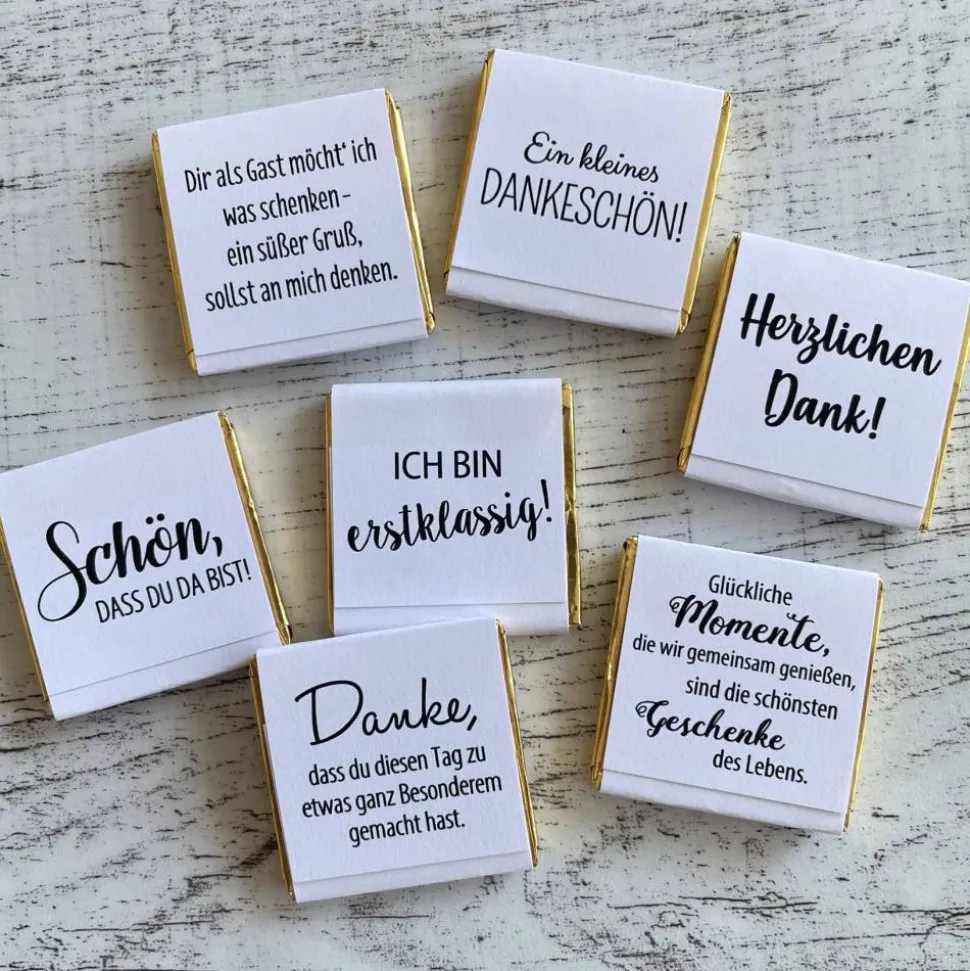 Dir als Gast möcht‘ ich
was schenken -
ein süßer Gruß,
sollst an mich denken.
Ein kleines
DANKESCHÖN!
Herzlichen
Dank!
Schön,
DASS DU DA BIST!
ICH BIN
erstklassig!
Glückliche
Momente,
die wir gemeinsam genießen,
sind die schönsten
Geschenke
des Lebens.
Danke,
dass du diesen Tag zu
etwas ganz Besonderem
gemacht hast.